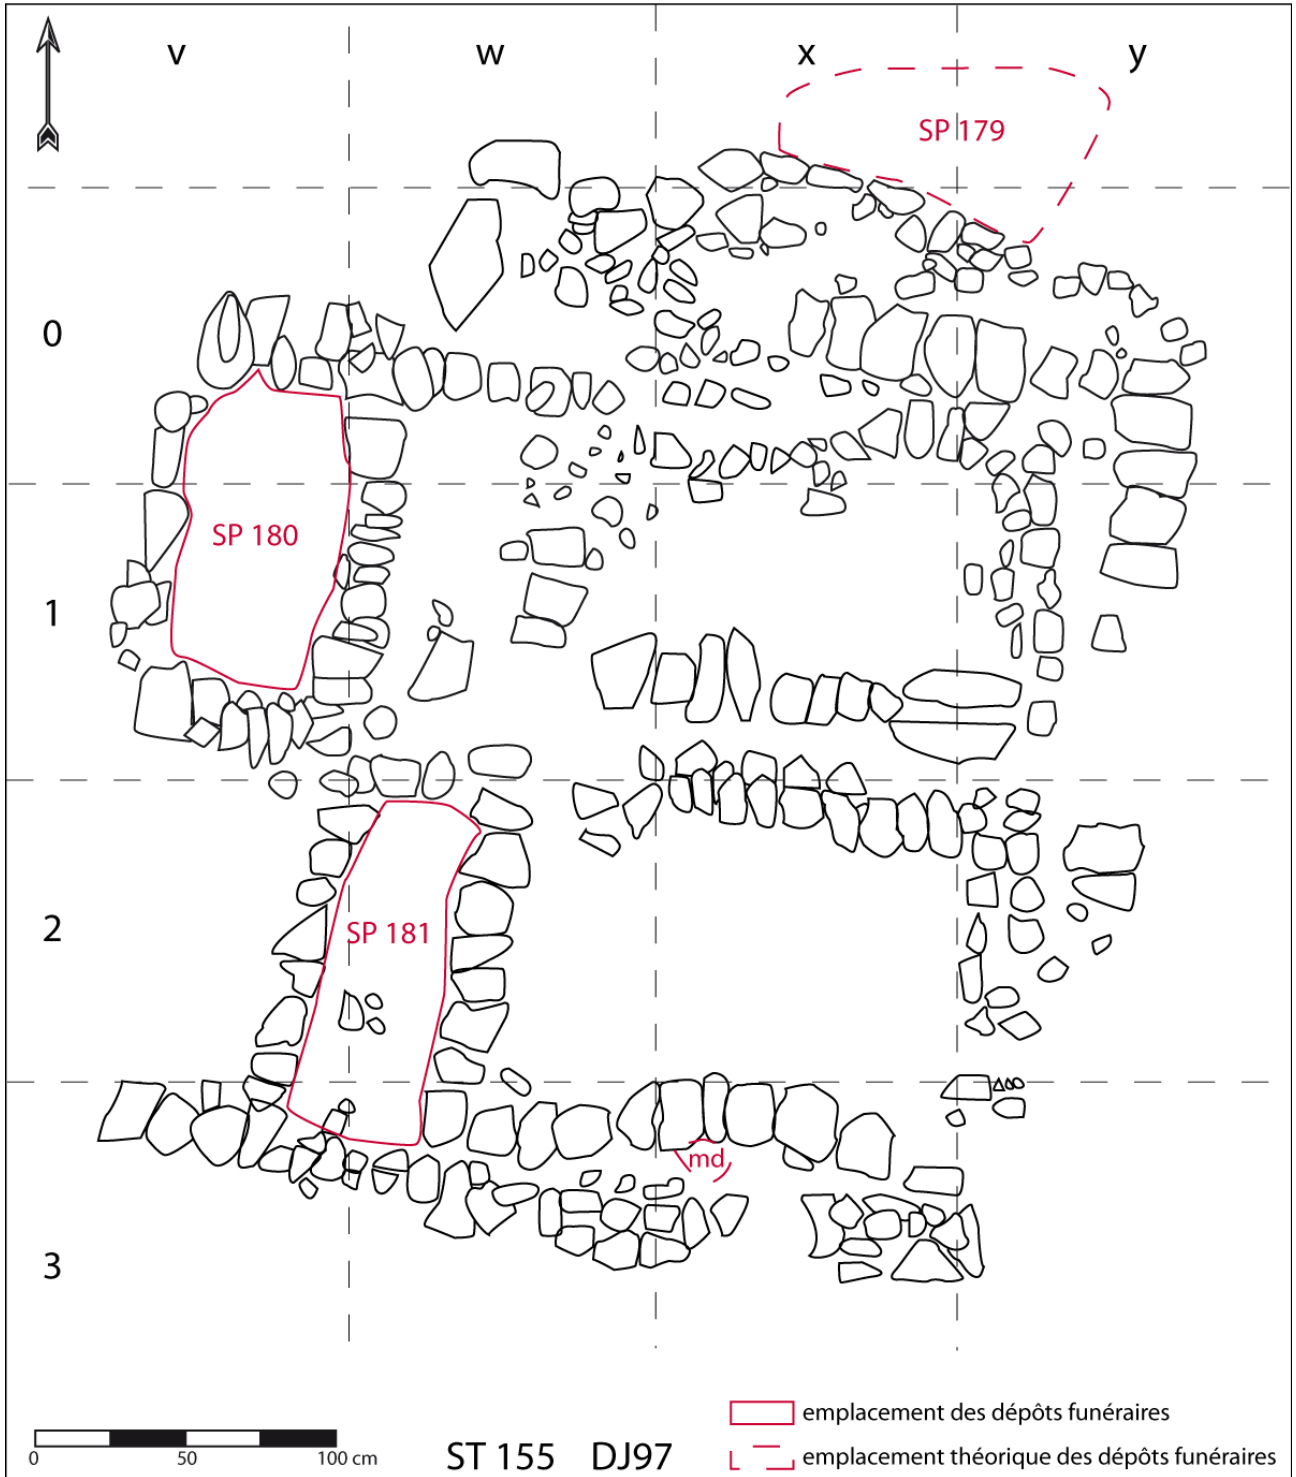 v w x y
SP 179
0
SP 180
1
2
SP 181
md
3
emplacement des dépôts funéraires
0 50 100 cm
ST 155 DJ97
emplacement théorique des dépôts funéraires